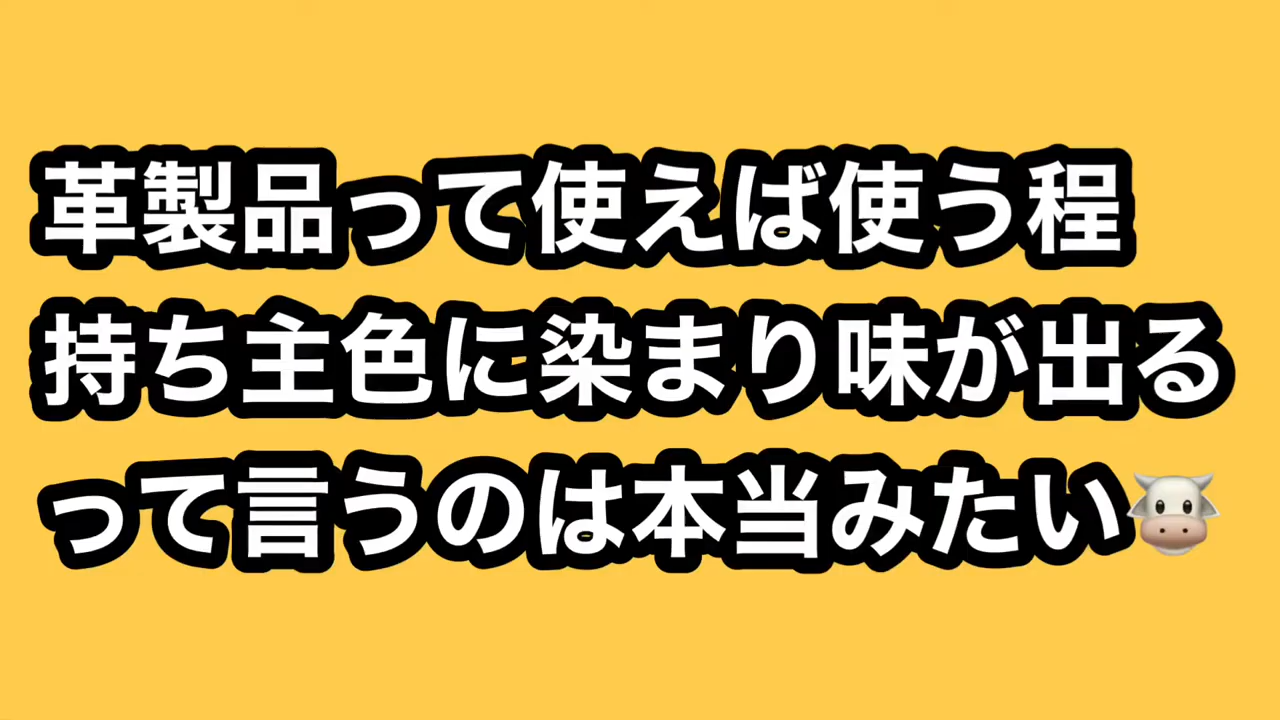 革製品って使えば使う程
持ち主色に染まり味が出る
って言うのは本当みたい🐮